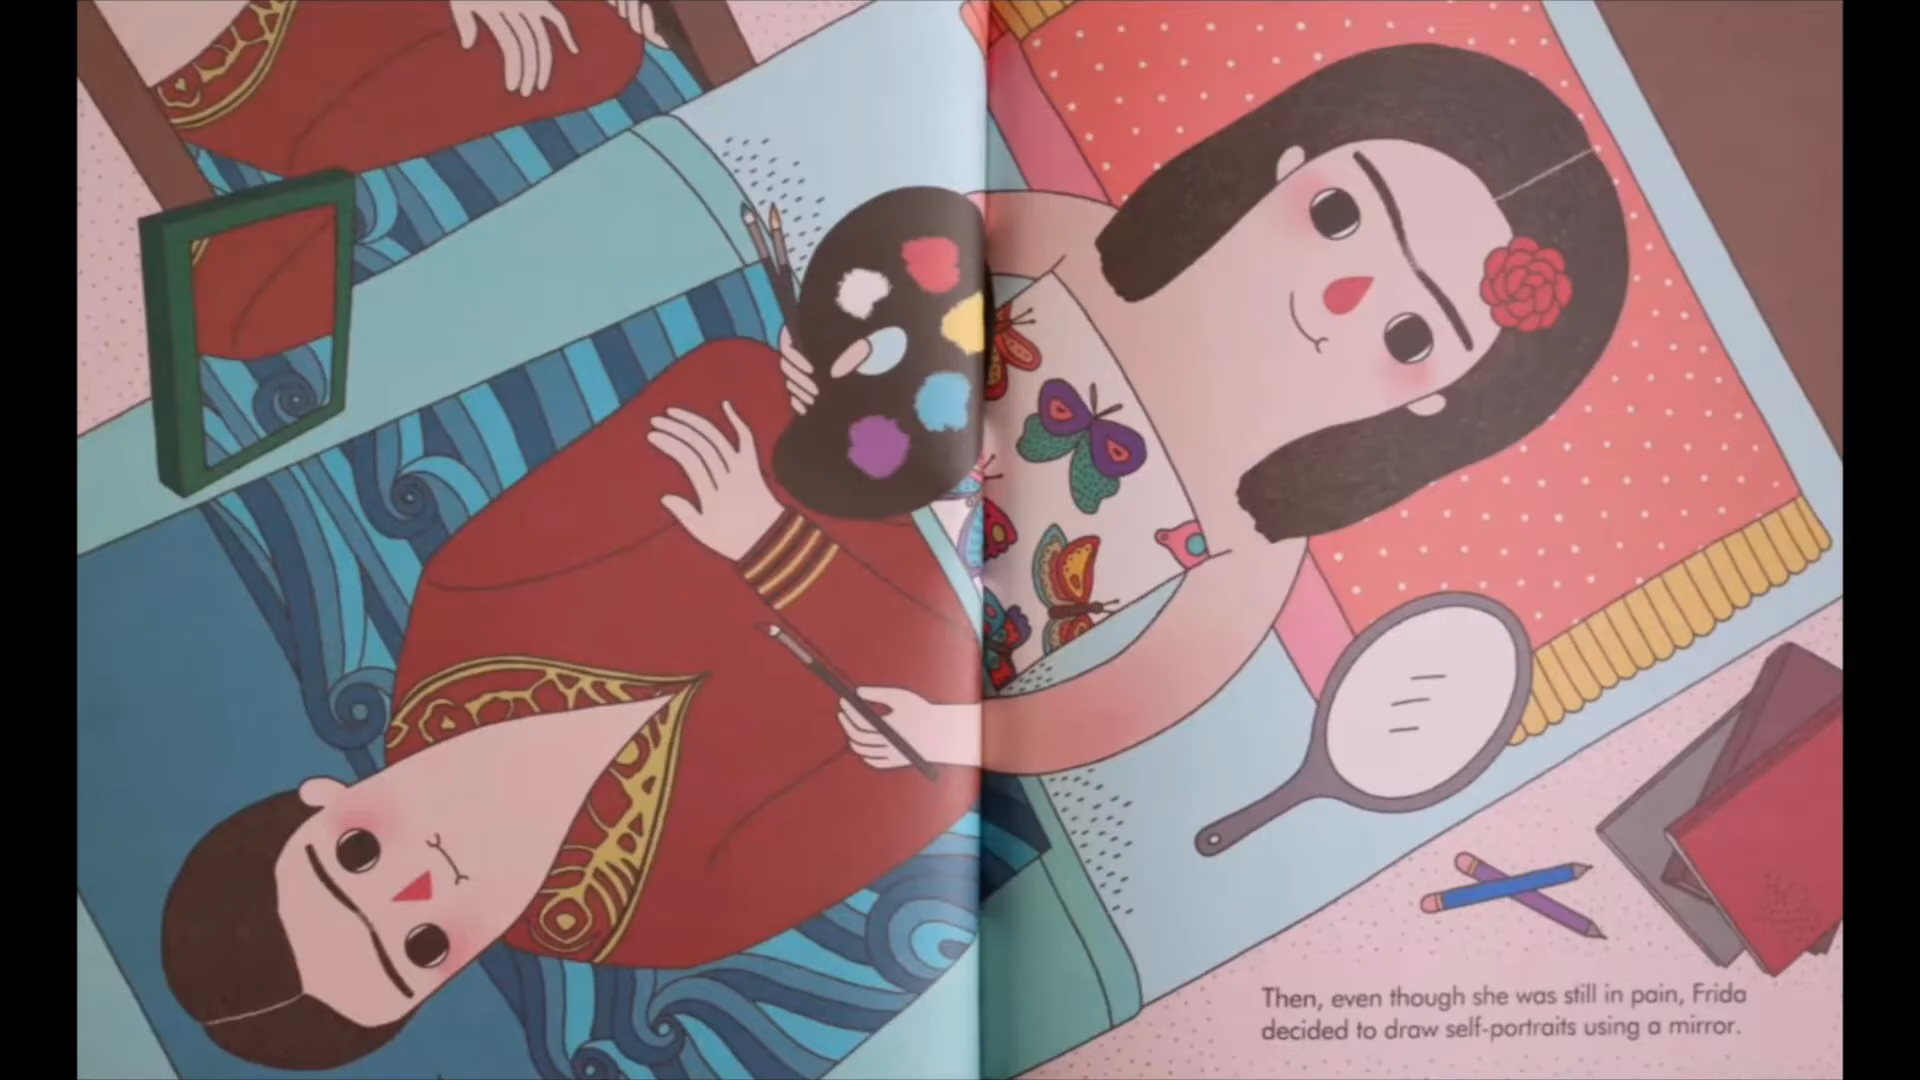 Then, even though she was still in pain, Frida
decided to draw self-portraits using a mirror.